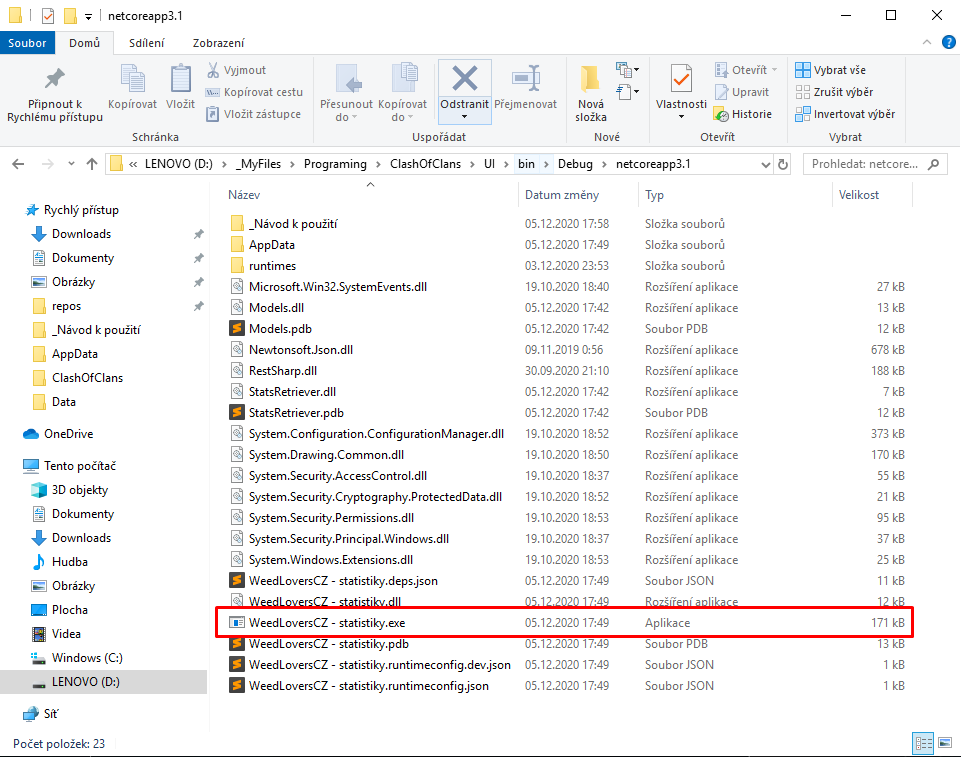 netcoreapp3.1
Soubor Domů Sdílení Zobrazení
Připnout k Rychlému přístupu
Kopírovat
Vložit
Vyjmout
Kopírovat cestu
Vložit zástupce
Schránka
Přesunout do
Kopírovat do
Odstranit
Přejmenovat
Uspořádat
Nová složka
Nové
Vlastnosti
Otevřít
Upravit
Historie
Otevřít
Vybrat vše
Zrušit výběr
Invertovat výběr
Vybrat
« LENOVO (D:) > _MyFiles > Programing > ClashOfClans > UI > bin > Debug > netcoreapp3.1
Prohledat: netcore...
Rychlý přístup
Downloads
Dokumenty
Obrázky
repos
_Návod k použití
AppData
ClashOfClans
Data
OneDrive
Tento počítač
3D objekty
Dokumenty
Downloads
Hudba
Obrázky
Plocha
Videa
Windows (C:)
LENOVO (D:)
Síť
Název Datum změny Typ Velikost
_Návod k použití 05.12.2020 17:58 Složka souborů
AppData 05.12.2020 17:49 Složka souborů
runtimes 03.12.2020 23:53 Složka souborů
Microsoft.Win32.SystemEvents.dll 19.10.2020 18:40 Rozšíření aplikace 27 kB
Models.dll 05.12.2020 17:42 Rozšíření aplikace 13 kB
Models.pdb 05.12.2020 17:42 Soubor PDB 12 kB
Newtonsoft.Json.dll 09.11.2019 0:56 Rozšíření aplikace 678 kB
RestSharp.dll 30.09.2020 21:10 Rozšíření aplikace 188 kB
StatsRetriever.dll 05.12.2020 17:42 Rozšíření aplikace 7 kB
StatsRetriever.pdb 05.12.2020 17:42 Soubor PDB 12 kB
System.Configuration.ConfigurationManager.dll 19.10.2020 18:52 Rozšíření aplikace 373 kB
System.Drawing.Common.dll 19.10.2020 18:50 Rozšíření aplikace 170 kB
System.Security.AccessControl.dll 19.10.2020 18:37 Rozšíření aplikace 55 kB
System.Security.Cryptography.ProtectedData.dll 19.10.2020 18:52 Rozšíření aplikace 21 kB
System.Security.Permissions.dll 19.10.2020 18:53 Rozšíření aplikace 95 kB
System.Security.Principal.Windows.dll 19.10.2020 18:37 Rozšíření aplikace 37 kB
System.Windows.Extensions.dll 19.10.2020 18:53 Rozšíření aplikace 25 kB
WeedLoversCZ - statistiky.deps.json 05.12.2020 17:49 Soubor JSON 11 kB
WeedLoversCZ - statistiky.dll 05.12.2020 17:49 Rozšíření aplikace 12 kB
WeedLoversCZ - statistiky.exe 05.12.2020 17:49 Aplikace 171 kB
WeedLoversCZ - statistiky.pdb 05.12.2020 17:49 Soubor PDB 13 kB
WeedLoversCZ - statistiky.runtimeconfig.dev.json 05.12.2020 17:49 Soubor JSON 1 kB
WeedLoversCZ - statistiky.runtimeconfig.json 05.12.2020 17:49 Soubor JSON 1 kB
Počet položek: 23